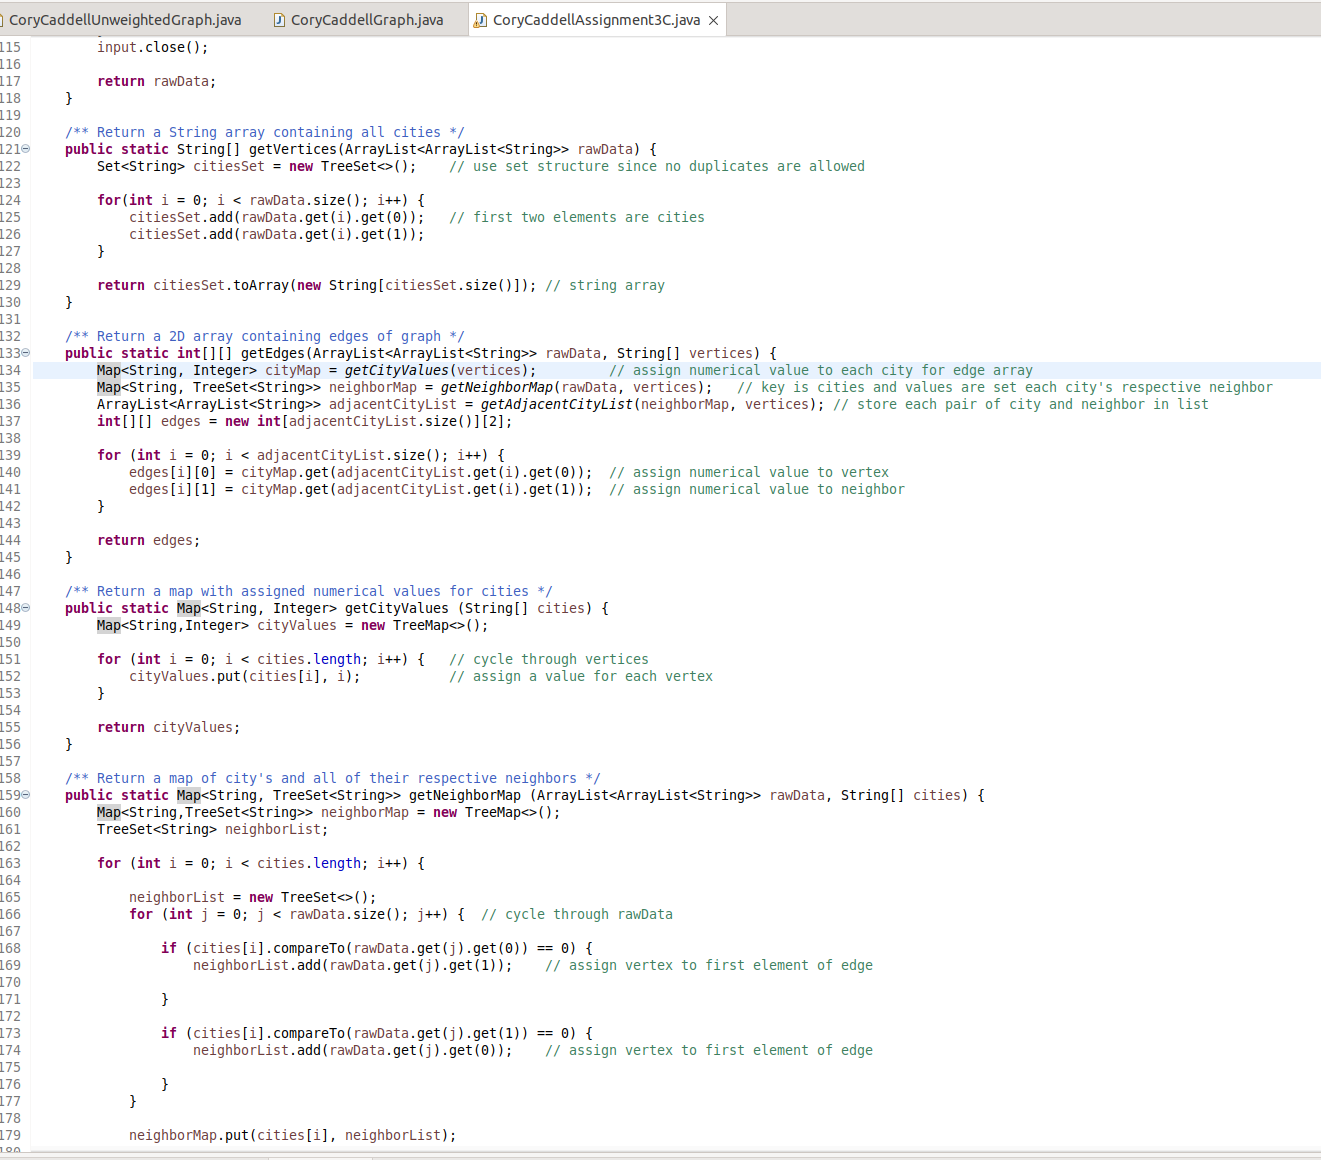 CoryCaddellUnweightedGraph.java CoryCaddellGraph.java CoryCaddellAssignment3C.java
115 input.close();
116
117 return rawData;
118 }
119
120 /** Return a String array containing all cities */
121 public static String[] getVertices(ArrayList<ArrayList<String>> rawData) {
122 Set<String> citiesSet = new TreeSet<>(); // use set structure since no duplicates are allowed
123
124 for(int i = 0; i < rawData.size(); i++) {
125 citiesSet.add(rawData.get(i).get(0)); // first two elements are cities
126 citiesSet.add(rawData.get(i).get(1));
127 }
128
129 return citiesSet.toArray(new String[citiesSet.size()]); // string array
130 }
131
132 /** Return a 2D array containing edges of graph */
133 public static int[][] getEdges(ArrayList<ArrayList<String>> rawData, String[] vertices) {
134 Map<String, Integer> cityMap = getCityValues(vertices); // assign numerical value to each city for edge array
135 Map<String, TreeSet<String>> neighborMap = getNeighborMap(rawData, vertices); // key is cities and values are set each city's respective neighbor
136 ArrayList<ArrayList<String>> adjacentCityList = getAdjacentCityList(neighborMap, vertices); // store each pair of city and neighbor in list
137 int[][] edges = new int[adjacentCityList.size()][2];
138
139 for (int i = 0; i < adjacentCityList.size(); i++) {
140 edges[i][0] = cityMap.get(adjacentCityList.get(i).get(0)); // assign numerical value to vertex
141 edges[i][1] = cityMap.get(adjacentCityList.get(i).get(1)); // assign numerical value to neighbor
142 }
143
144 return edges;
145 }
146
147 /** Return a map with assigned numerical values for cities */
148 public static Map<String, Integer> getCityValues (String[] cities) {
149 Map<String,Integer> cityValues = new TreeMap<>();
150
151 for (int i = 0; i < cities.length; i++) { // cycle through vertices
152 cityValues.put(cities[i], i); // assign a value for each vertex
153 }
154
155 return cityValues;
156 }
157
158 /** Return a map of city's and all of their respective neighbors */
159 public static Map<String, TreeSet<String>> getNeighborMap (ArrayList<ArrayList<String>> rawData, String[] cities) {
160 Map<String,TreeSet<String>> neighborMap = new TreeMap<>();
161 TreeSet<String> neighborList;
162
163 for (int i = 0; i < cities.length; i++) {
164
165 neighborList = new TreeSet<>();
166 for (int j = 0; j < rawData.size(); j++) { // cycle through rawData
167
168 if (cities[i].compareTo(rawData.get(j).get(0)) == 0) {
169 neighborList.add(rawData.get(j).get(1)); // assign vertex to first element of edge
170
171 }
172
173 if (cities[i].compareTo(rawData.get(j).get(1)) == 0) {
174 neighborList.add(rawData.get(j).get(0)); // assign vertex to first element of edge
175
176 }
177 }
178
179 neighborMap.put(cities[i], neighborList);
180